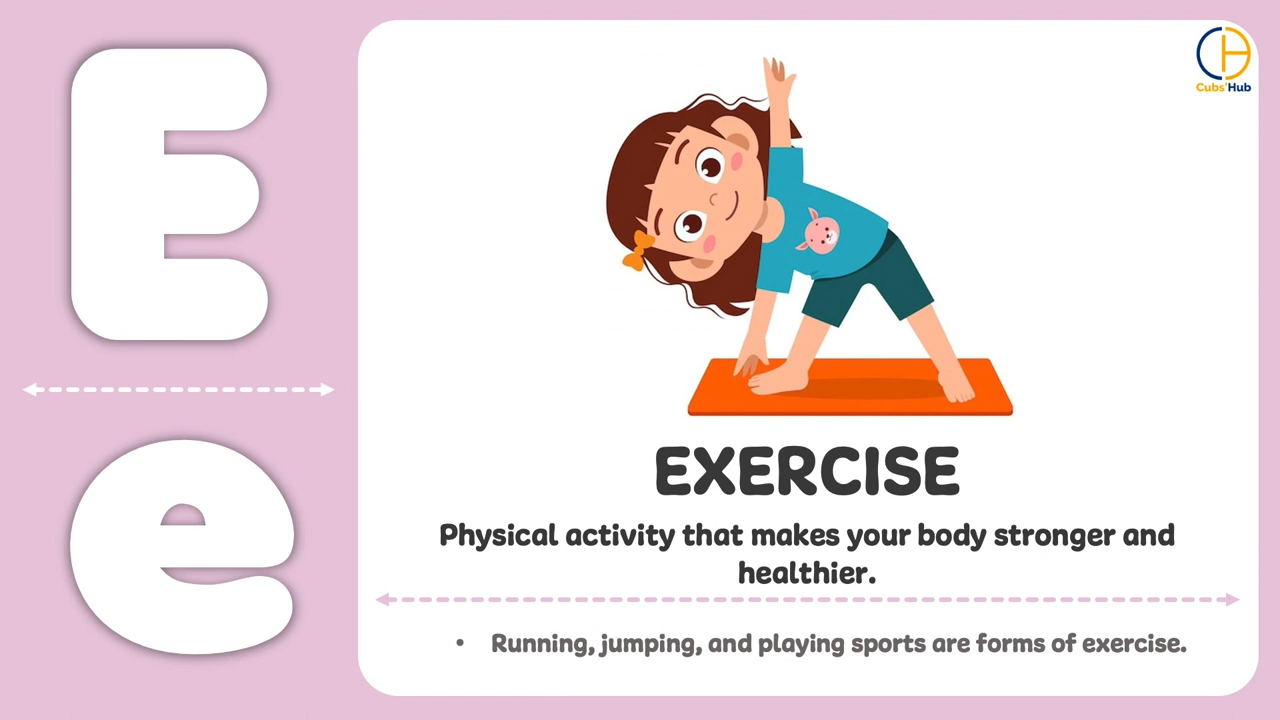 E
e
Cubs'Hub
EXERCISE
Physical activity that makes your body stronger and
healthier.
• Running, jumping, and playing sports are forms of exercise.